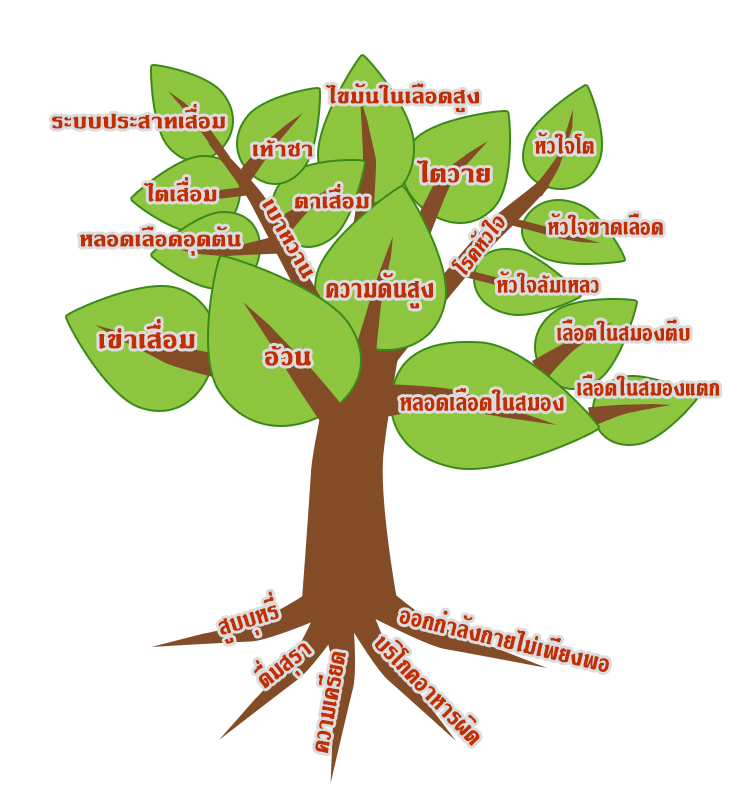 ไขมันในเลือดสูง
ระบบประสาทเสื่อม
เท้าชา
หัวใจโต
ไตวาย
ไตเสื่อม
ตาเสื่อม
หลอดเลือดอุดตัน
เบาหวาน
โรคหัวใจ
หัวใจขาดเลือด
ความดันสูง
หัวใจล้มเหลว
เข่าเสื่อม
อ้วน
เลือดในสมองตีบ
เลือดในสมองแตก
หลอดเลือดในสมอง
สูบบุหรี่
ดื่มสุรา
ความเครียด
บริโภคอาหารผิด
ออกกำลังกายไม่เพียงพอ